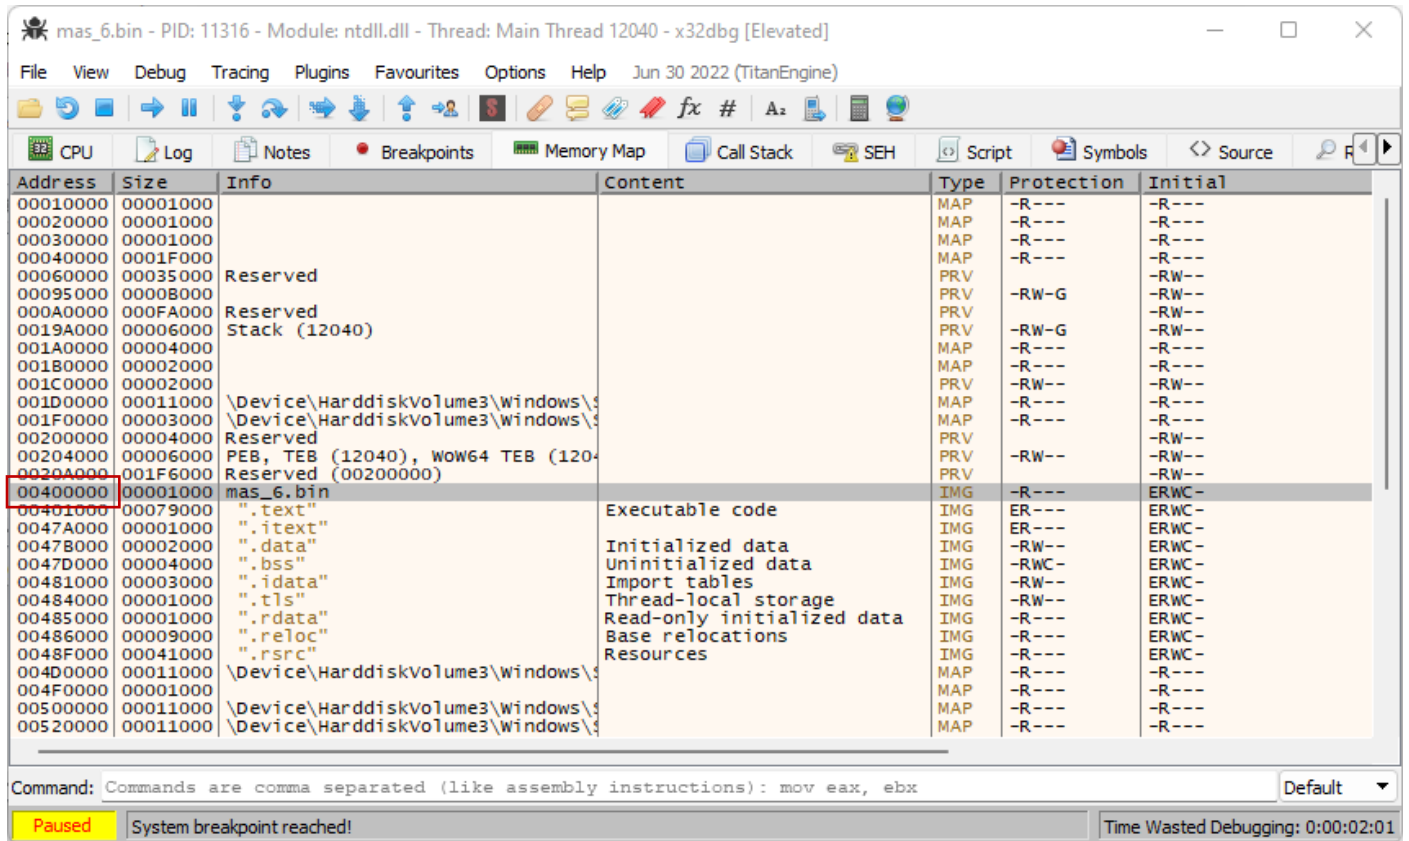 mas_6.bin - PID: 11316 - Module: ntdll.dll - Thread: Main Thread 12040 - x32dbg [Elevated]
File View Debug Tracing Plugins Favourites Options Help Jun 30 2022 (TitanEngine)
S fx # Az
32 CPU Log Notes Breakpoints Memory Map Call Stack SEH Script Symbols Source
Address Size Info Content Type Protection Initial
00010000 00001000 MAP -R--- -R---
00020000 00001000 MAP -R--- -R---
00030000 00001000 MAP -R--- -R---
00040000 0001F000 MAP -R--- -R---
00060000 00035000 Reserved PRV -RW--
00095000 0000B000 PRV -RW-G -RW--
000A0000 000FA000 Reserved PRV -RW--
0019A000 00006000 Stack (12040) PRV -RW-G -RW--
001A0000 00004000 MAP -R--- -R---
001B0000 00002000 MAP -R--- -R---
001C0000 00002000 PRV -RW-- -RW--
001D0000 00011000 \Device\HarddiskVolume3\Windows\S MAP -R--- -R---
001F0000 00003000 \Device\HarddiskVolume3\Windows\S MAP -R--- -R---
00200000 00004000 Reserved PRV -RW--
00204000 00006000 PEB, TEB (12040), WoW64 TEB (1204 PRV -RW-- -RW--
0020A000 001F6000 Reserved (00200000) PRV -RW--
00400000 00001000 mas_6.bin IMG -R--- ERWC-
00401000 00079000 ".text" Executable code IMG ER--- ERWC-
0047A000 00001000 ".itext" IMG ER--- ERWC-
0047B000 00002000 ".data" Initialized data IMG -RW-- ERWC-
0047D000 00004000 ".bss" Uninitialized data IMG -RWC- ERWC-
00481000 00003000 ".idata" Import tables IMG -RW-- ERWC-
00484000 00001000 ".tls" Thread-local storage IMG -RW-- ERWC-
00485000 00001000 ".rdata" Read-only initialized data IMG -R--- ERWC-
00486000 00009000 ".reloc" Base relocations IMG -R--- ERWC-
0048F000 00041000 ".rsrc" Resources IMG -R--- ERWC-
004D0000 00011000 \Device\HarddiskVolume3\Windows\S MAP -R--- -R---
004F0000 00001000 MAP -R--- -R---
00500000 00011000 \Device\HarddiskVolume3\Windows\S MAP -R--- -R---
00520000 00011000 \Device\HarddiskVolume3\Windows\S MAP -R--- -R---
Command: Commands are comma separated (like assembly instructions): mov eax, ebx Default
Paused System breakpoint reached! Time Wasted Debugging: 0:00:02:01